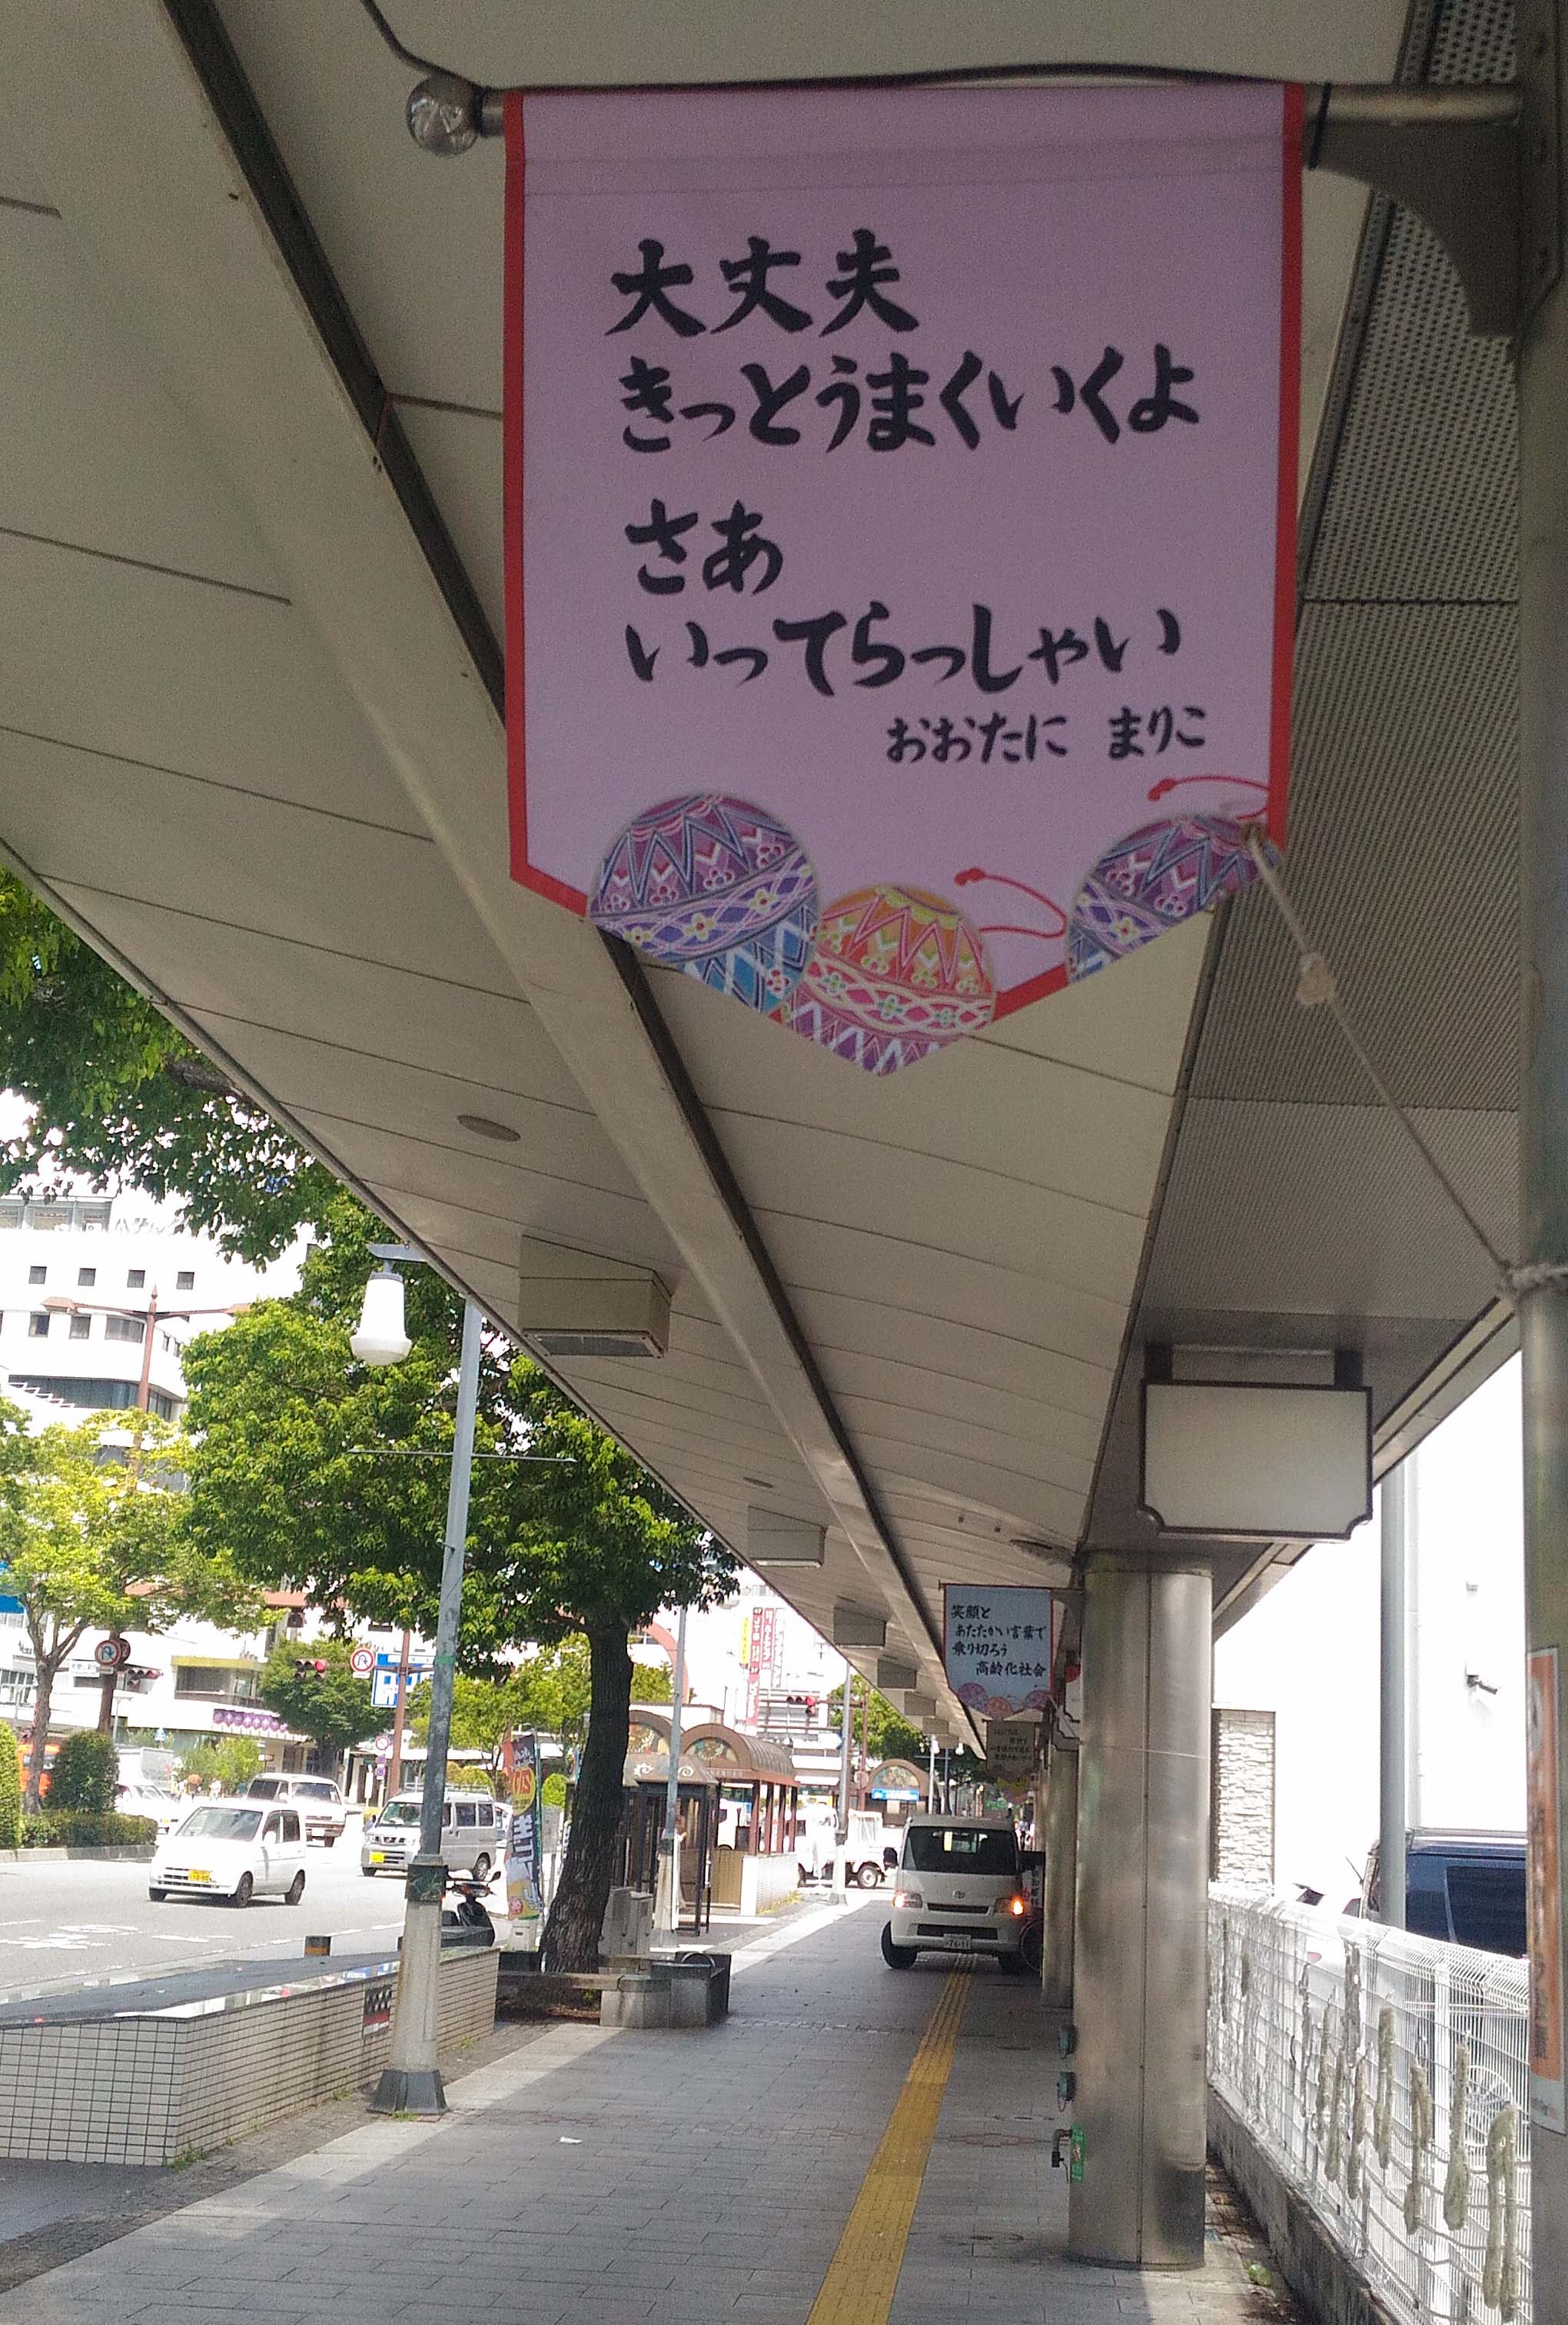 大丈夫
きっとうまくいくよ
さあ
いってらっしゃい
おおたに まりこ
笑顔と
あたたかい言葉で
乗り切ろう
高齢化社会